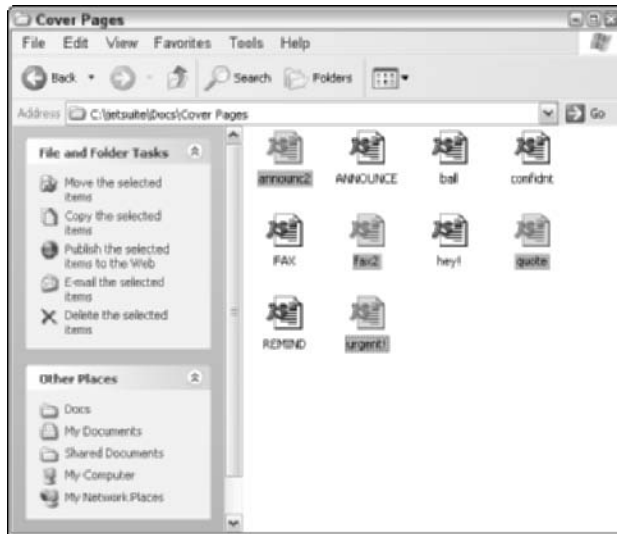 Cover Pages
File Edit View Favorites Tools Help
Back Search Folders
Address C:\jetsuite\Docs\Cover Pages Go
File and Folder Tasks
Move the selected
items
Copy the selected
items
Publish the selected
items to the Web
E-mail the selected
items
Delete the selected
items
Other Places
Docs
My Documents
Shared Documents
My Computer
My Network Places
announc2 ANNOUNCE ball confidnt
FAX Fax2 hey! quote
REMIND urgent!